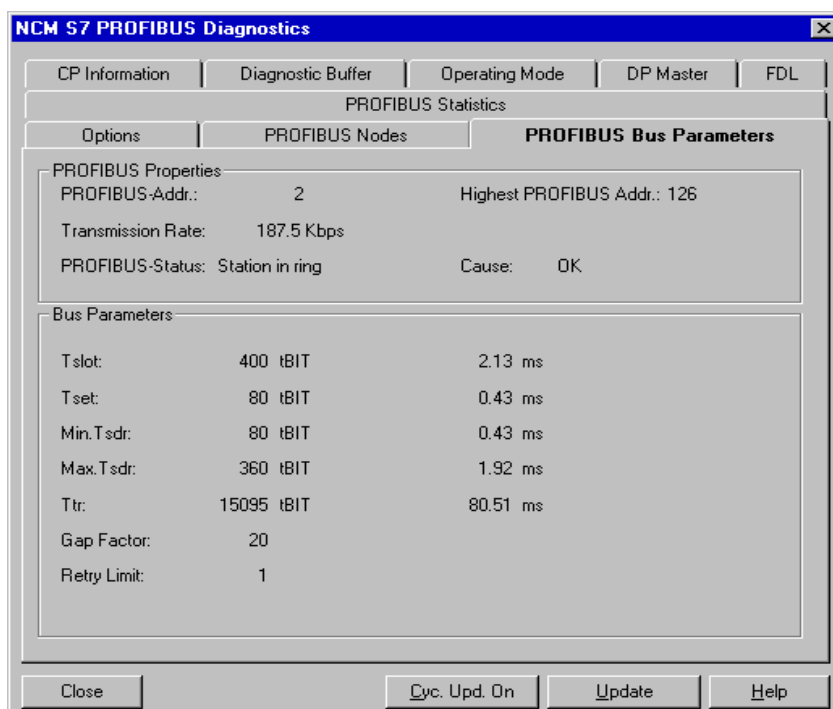 NCM S7 PROFIBUS Diagnostics
CP Information Diagnostic Buffer Operating Mode DP Master FDL
PROFIBUS Statistics
Options PROFIBUS Nodes PROFIBUS Bus Parameters
PROFIBUS Properties
PROFIBUS-Addr.: 2 Highest PROFIBUS Addr.: 126
Transmission Rate: 187.5 Kbps
PROFIBUS-Status: Station in ring Cause: OK
Bus Parameters
Tslot: 400 tBIT 2.13 ms
Tset: 80 tBIT 0.43 ms
Min.Tsdr: 80 tBIT 0.43 ms
Max.Tsdr: 360 tBIT 1.92 ms
Ttr: 15095 tBIT 80.51 ms
Gap Factor: 20
Retry Limit: 1
Close Cyc. Upd. On Update Help